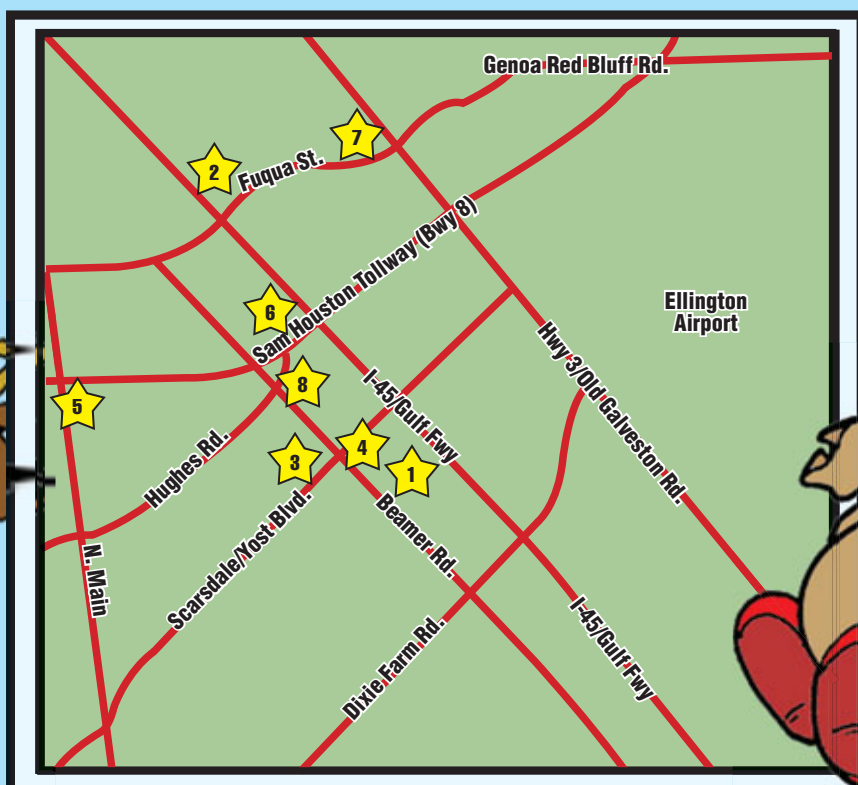 Genoa Red Bluff Rd.
7
2
Fuqua St.
Sam Houston Tollway (Bwy 8)
6
Ellington
Airport
Hwy 3/Old Galveston Rd.
I-45/Gulf Fwy
8
5
4
3
1
Hughes Rd.
Scarsdale/Yost Blvd.
Beamer Rd.
N. Main
I-45/Gulf Fwy
Dixie Farm Rd.